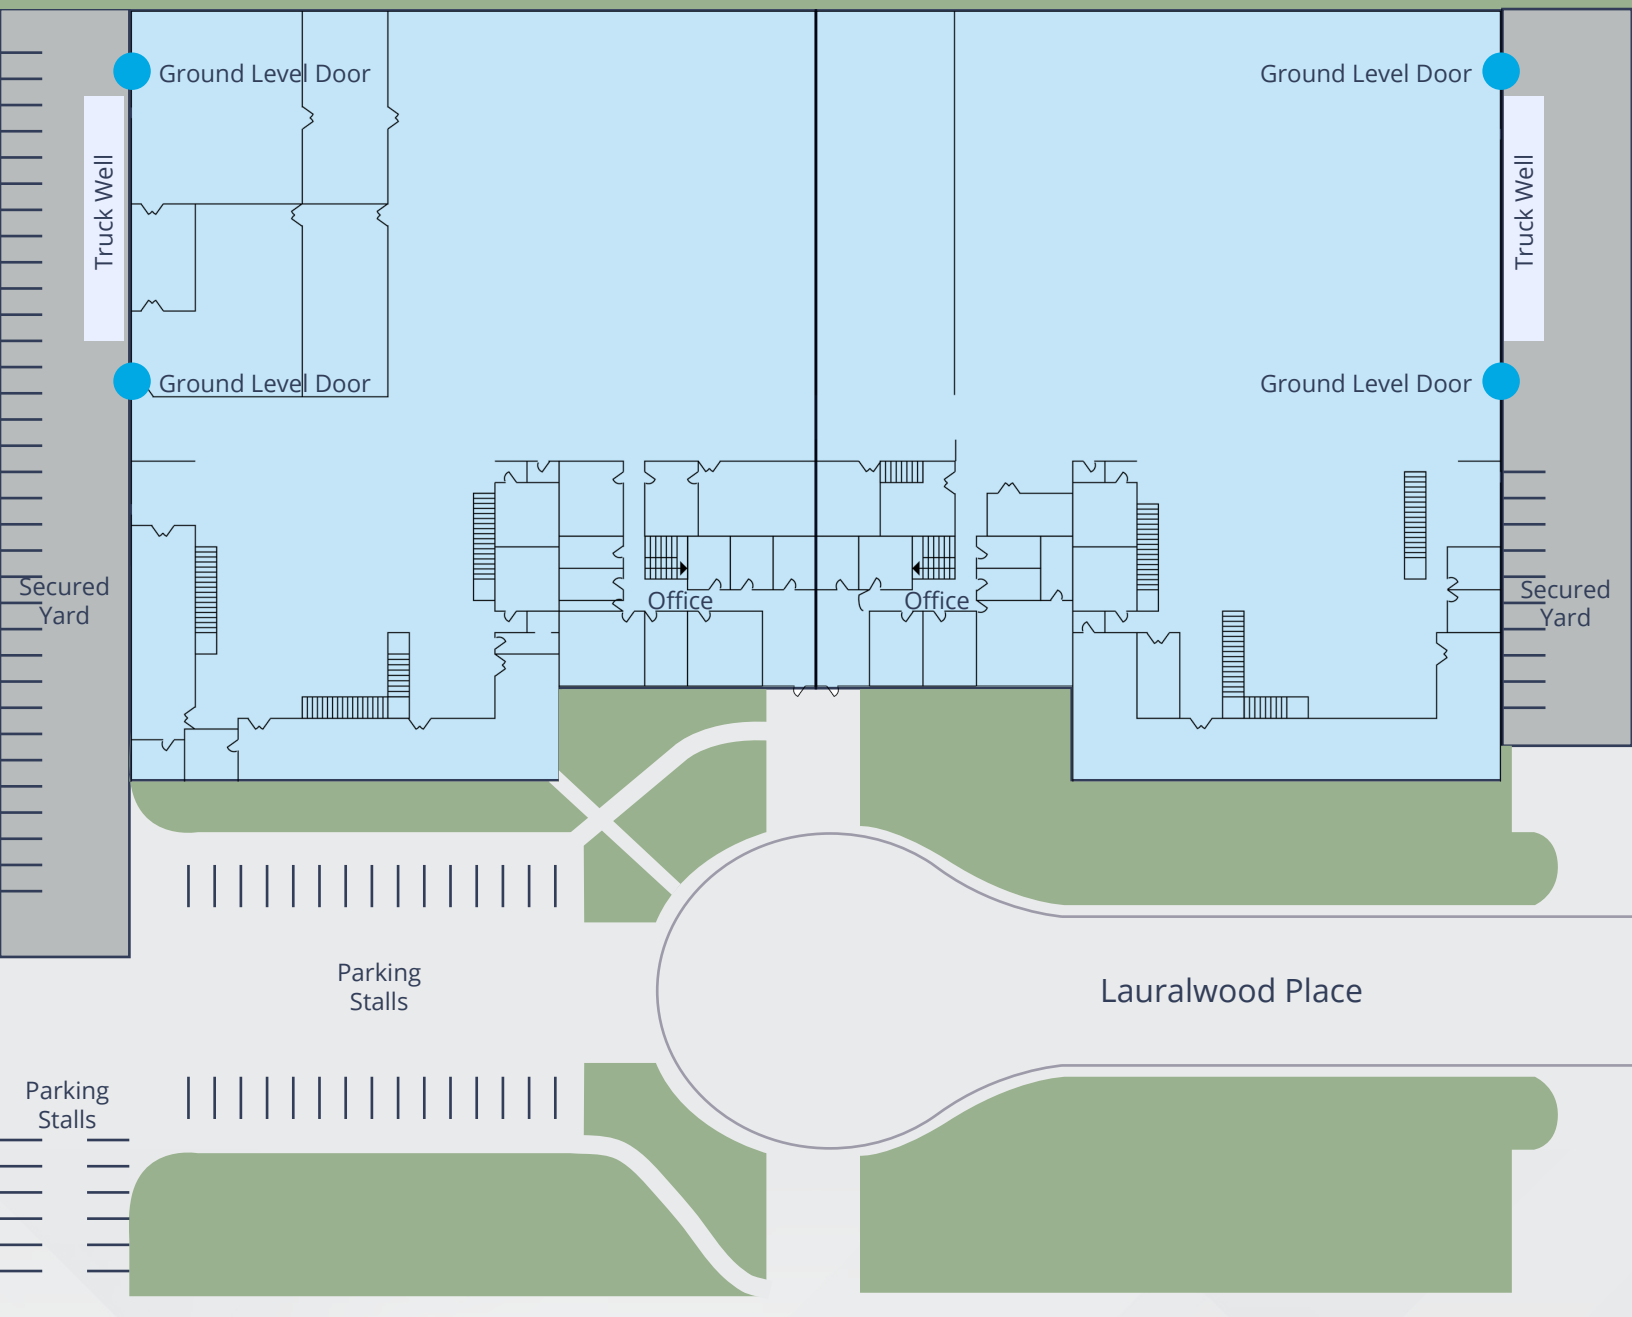 Ground Level Door
Ground Level Door
Truck Well
Truck Well
Ground Level Door
Ground Level Door
Secured
Yard
Office
Office
Secured
Yard
Parking
Stalls
Lauralwood Place
Parking
Stalls